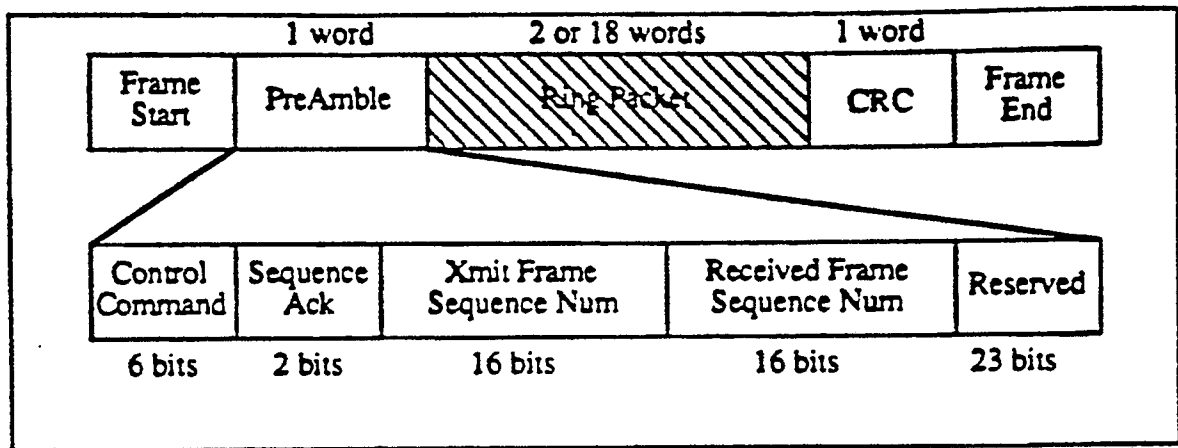 1 word 2 or 18 words 1 word
Frame Start PreAmble Ring Packet CRC Frame End
Control Command Sequence Ack Xmit Frame Sequence Num Received Frame Sequence Num Reserved
6 bits 2 bits 16 bits 16 bits 23 bits